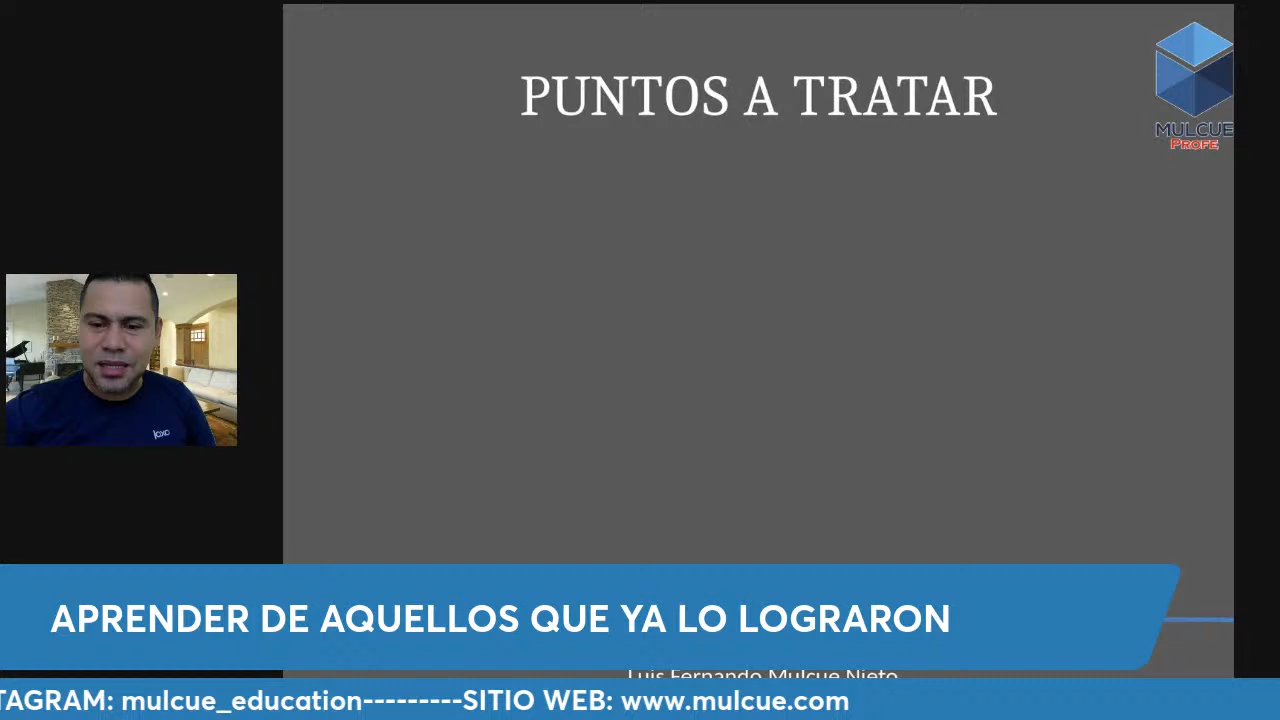 PUNTOS A TRATAR
MULCUE
PROFE
APRENDER DE AQUELLOS QUE YA LO LOGRARON
Luis Fernando Mulcue Nieto
TAGRAM: mulcue_education---------SITIO WEB: www.mulcue.com